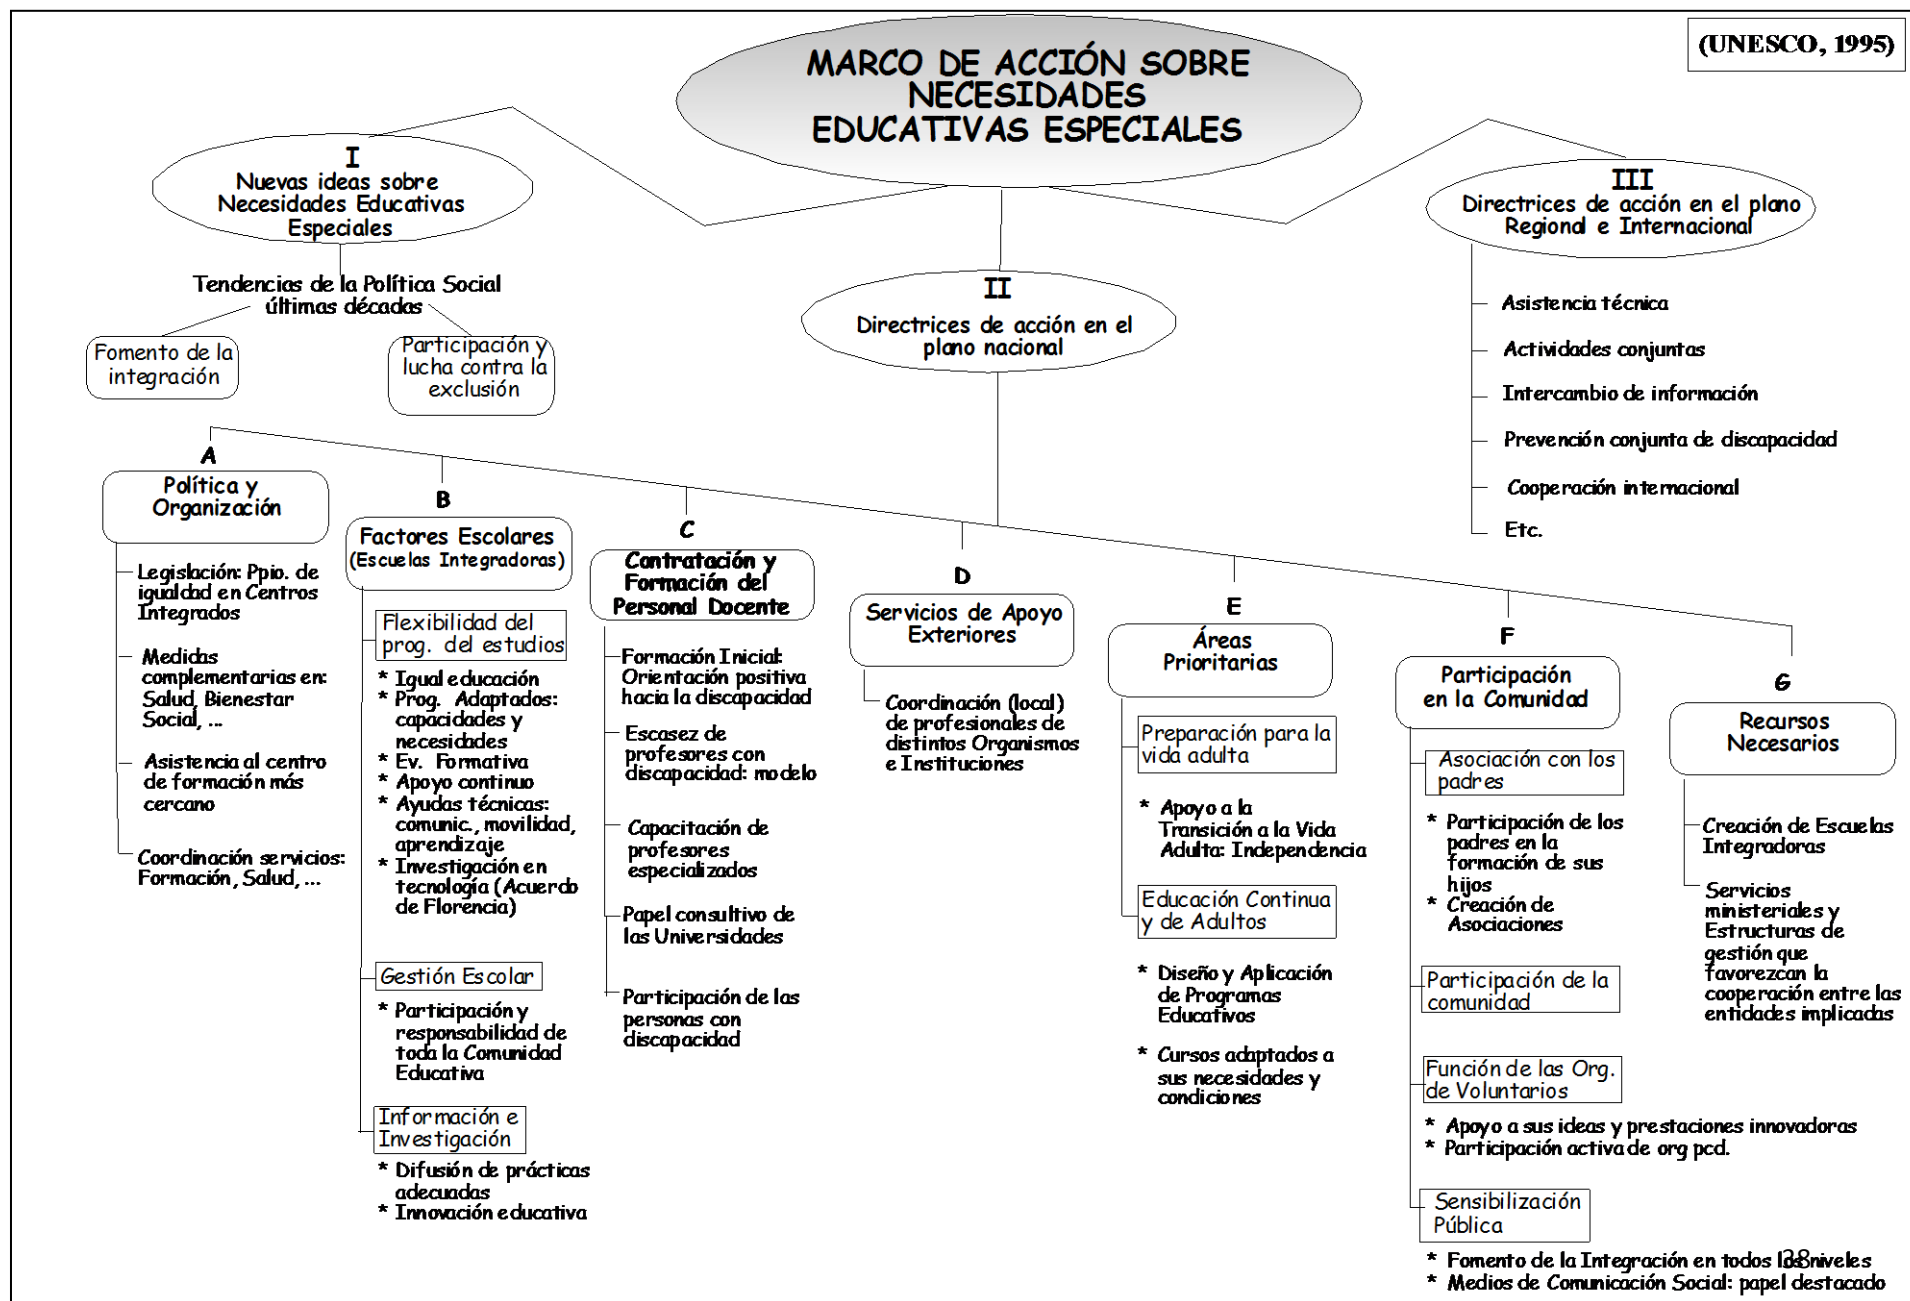 (UNESCO, 1995)
MARCO DE ACCIÓN SOBRE
NECESIDADES
EDUCATIVAS ESPECIALES
I
Nuevas ideas sobre
Necesidades Educativas
Especiales
Tendencias de la Política Social
últimas décadas
Fomento de la
integración
Participación y
lucha contra la
exclusión
II
Directrices de acción en el
plano nacional
III
Directrices de acción en el plano
Regional e Internacional
Asistencia técnica
Actividades conjuntas
Intercambio de información
Prevención conjunta de discapacidad
Cooperación internacional
Etc.
A
Política y
Organización
Legislación: Ppio. de
igualdad en Centros
Integrados
Medidas
complementarias en:
Salud, Bienestar
Social, ...
Asistencia al centro
de formación más
cercano
Coordinación servicios:
Formación, Salud, ...
B
Factores Escolares
(Escuelas Integradoras)
Flexibilidad del
prog. del estudios
* Igual educación
* Prog. Adaptados:
capacidades y
necesidades
* Ev. Formativa
* Apoyo continuo
* Ayudas técnicas:
comunic., movilidad,
aprendizaje
* Investigación en
tecnología (Acuerdo
de Florencia)
Gestión Escolar
* Participación y
responsabilidad de
toda la Comunidad
Educativa
Información e
Investigación
* Difusión de prácticas
adecuadas
* Innovación educativa
C
Contratación y
Formación del
Personal Docente
Formación Inicial:
Orientación positiva
hacia la discapacidad
Escasez de
profesores con
discapacidad: modelo
Capacitación de
profesores
especializados
Papel consultivo de
las Universidades
Participación de las
personas con
discapacidad
D
Servicios de Apoyo
Exteriores
Coordinación (local)
de profesionales de
distintos Organismos
e Instituciones
E
Áreas
Prioritarias
Preparación para la
vida adulta
* Apoyo a la
Transición a la Vida
Adulta: Independencia
Educación Continua
y de Adultos
* Diseño y Aplicación
de Programas
Educativos
* Cursos adaptados a
sus necesidades y
condiciones
F
Participación
en la Comunidad
Asociación con los
padres
* Participación de los
padres en la
formación de sus
hijos
* Creación de
Asociaciones
Participación de la
comunidad
Función de las Org.
de Voluntarios
* Apoyo a sus ideas y prestaciones innovadoras
* Participación activa de org pcd.
Sensibilización
Pública
* Fomento de la Integración en todos los niveles
* Medios de Comunicación Social: papel destacado
38
G
Recursos
Necesarios
Creación de Escuelas
Integradoras
Servicios
ministeriales y
Estructuras de
gestión que
favorezcan la
cooperación entre las
entidades implicadas